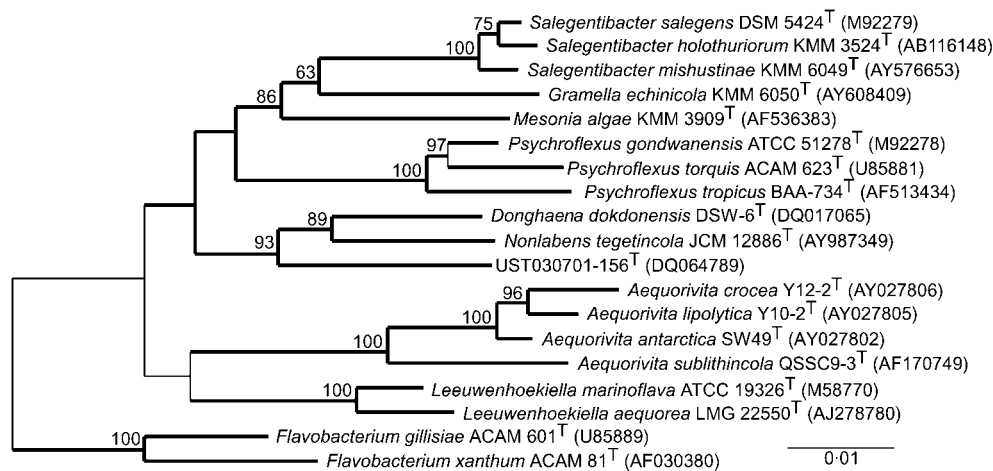 75 Salegentibacter salegens DSM 5424T (M92279)
100 Salegentibacter holothuriorum KMM 3524T (AB116148)
63 Salegentibacter mishustinae KMM 6049T (AY576653)
86 Gramella echinicola KMM 6050T (AY608409)
Mesonia algae KMM 3909T (AF536383)
97 Psychroflexus gondwanensis ATCC 51278T (M92278)
100 Psychroflexus torquis ACAM 623T (U85881)
Psychroflexus tropicus BAA-734T (AF513434)
89 Donghaena dokdonensis DSW-6T (DQ017065)
93 Nonlabens tegetincola JCM 12886T (AY987349)
UST030701-156T (DQ064789)
96 Aequorivita crocea Y12-2T (AY027806)
100 Aequorivita lipolytica Y10-2T (AY027805)
100 Aequorivita antarctica SW49T (AY027802)
Aequorivita sublithincola QSSC9-3T (AF170749)
100 Leeuwenhoekiella marinoflava ATCC 19326T (M58770)
Leeuwenhoekiella aequorea LMG 22550T (AJ278780)
100 Flavobacterium gillisiae ACAM 601T (U85889)
Flavobacterium xanthum ACAM 81T (AF030380)
0·01